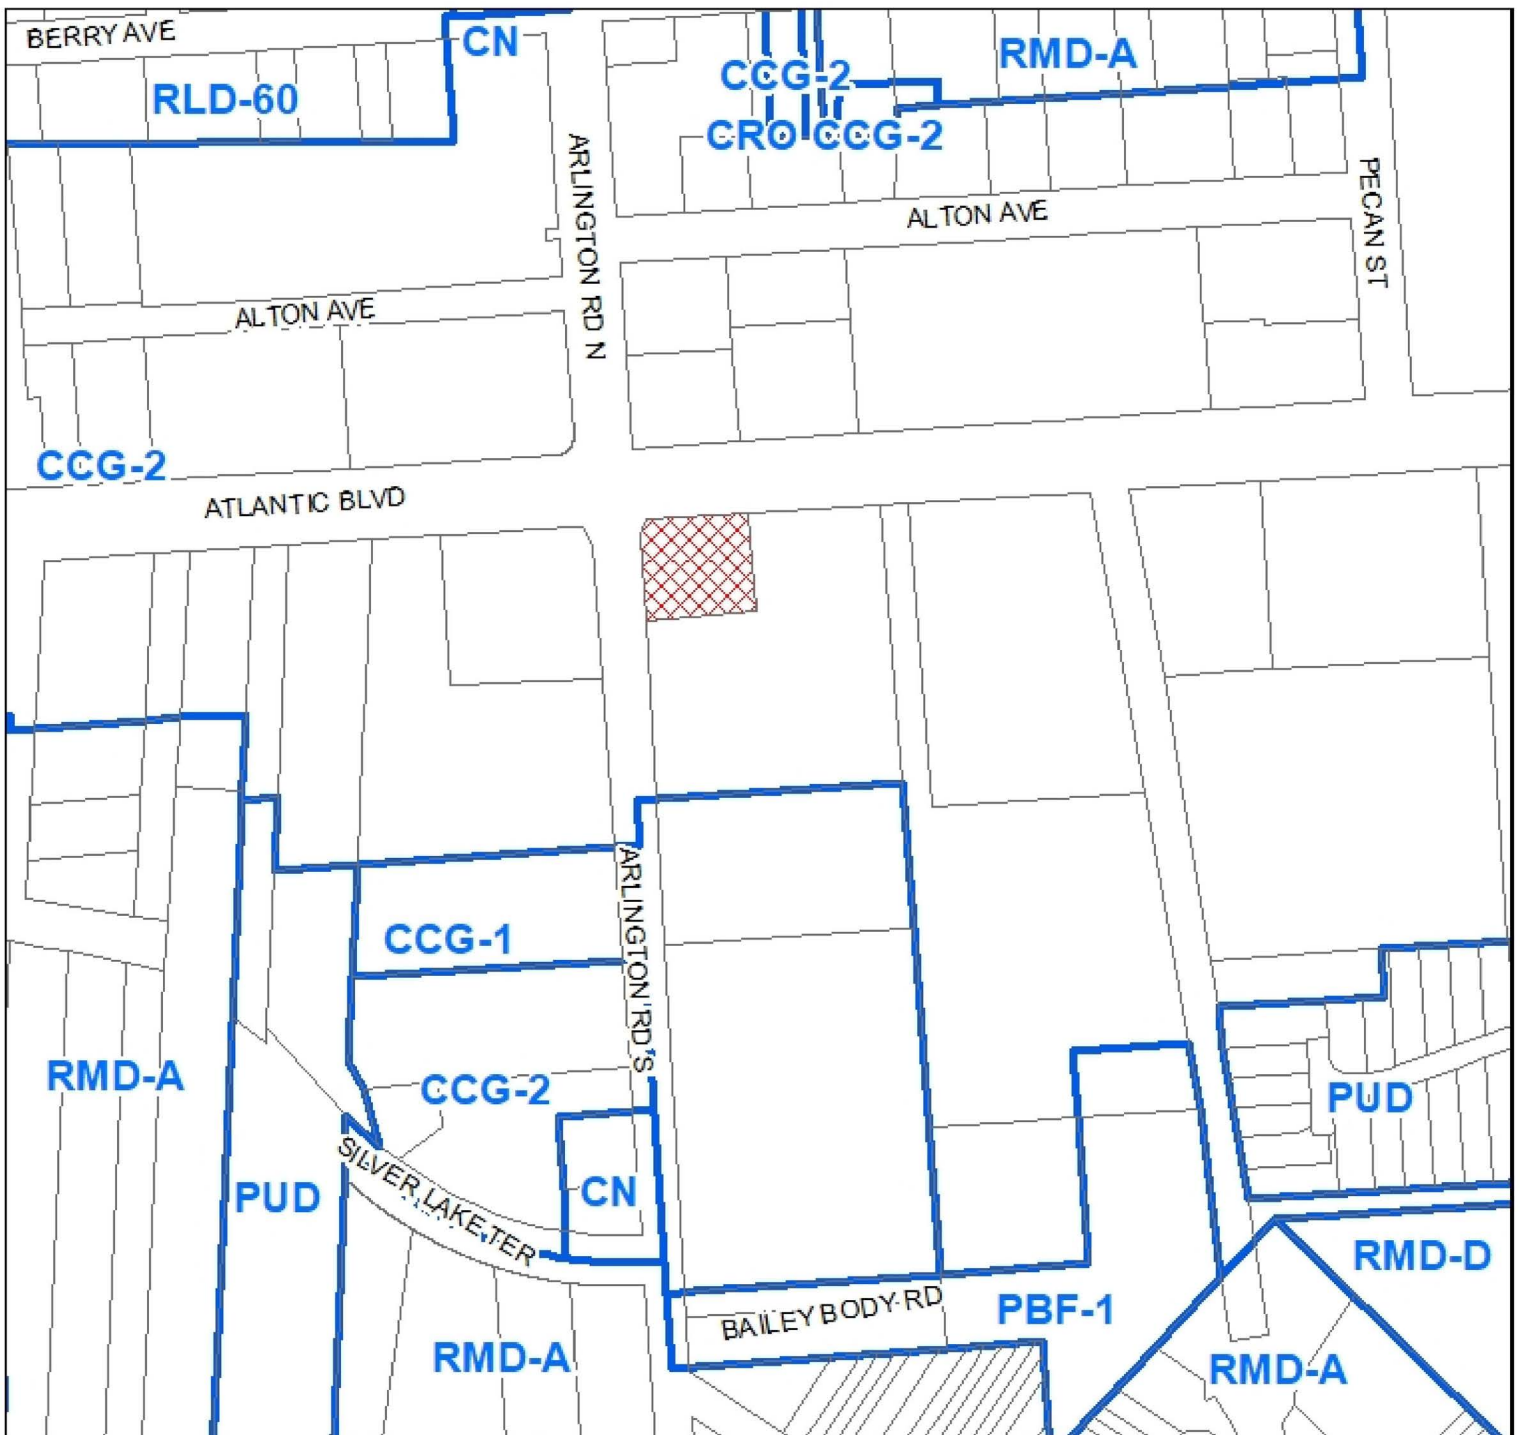 BERRY AVE
CN
CCG-2
RMD-A
RLD-60
CRO
CCG-2
ARLINGTON RD N
PECAN ST
ALTON AVE
ALTON AVE
CCG-2
ATLANTIC BLVD
ARLINGTON RD S
CCG-1
RMD-A
CCG-2
PUD
SILVER LAKE TER
PUD
CN
RMD-D
BAILEY BODY RD
PBF-1
RMD-A
RMD-A